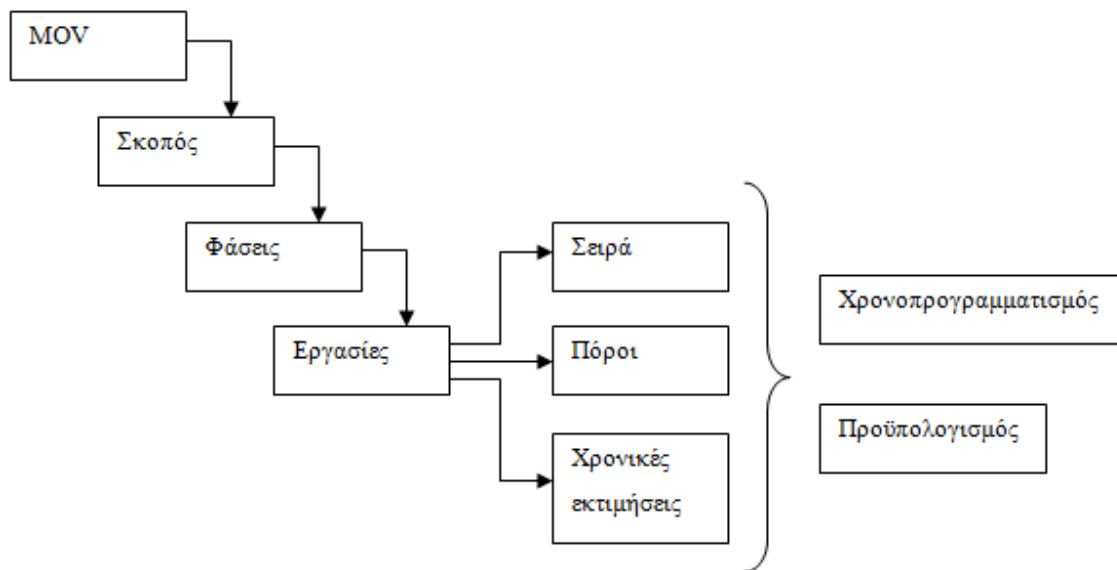 MOV
Σκοπός
Φάσεις
Εργασίες
Σειρά
Πόροι
Χρονικές
εκτιμήσεις
Χρονοπρογραμματισμός
Προϋπολογισμός